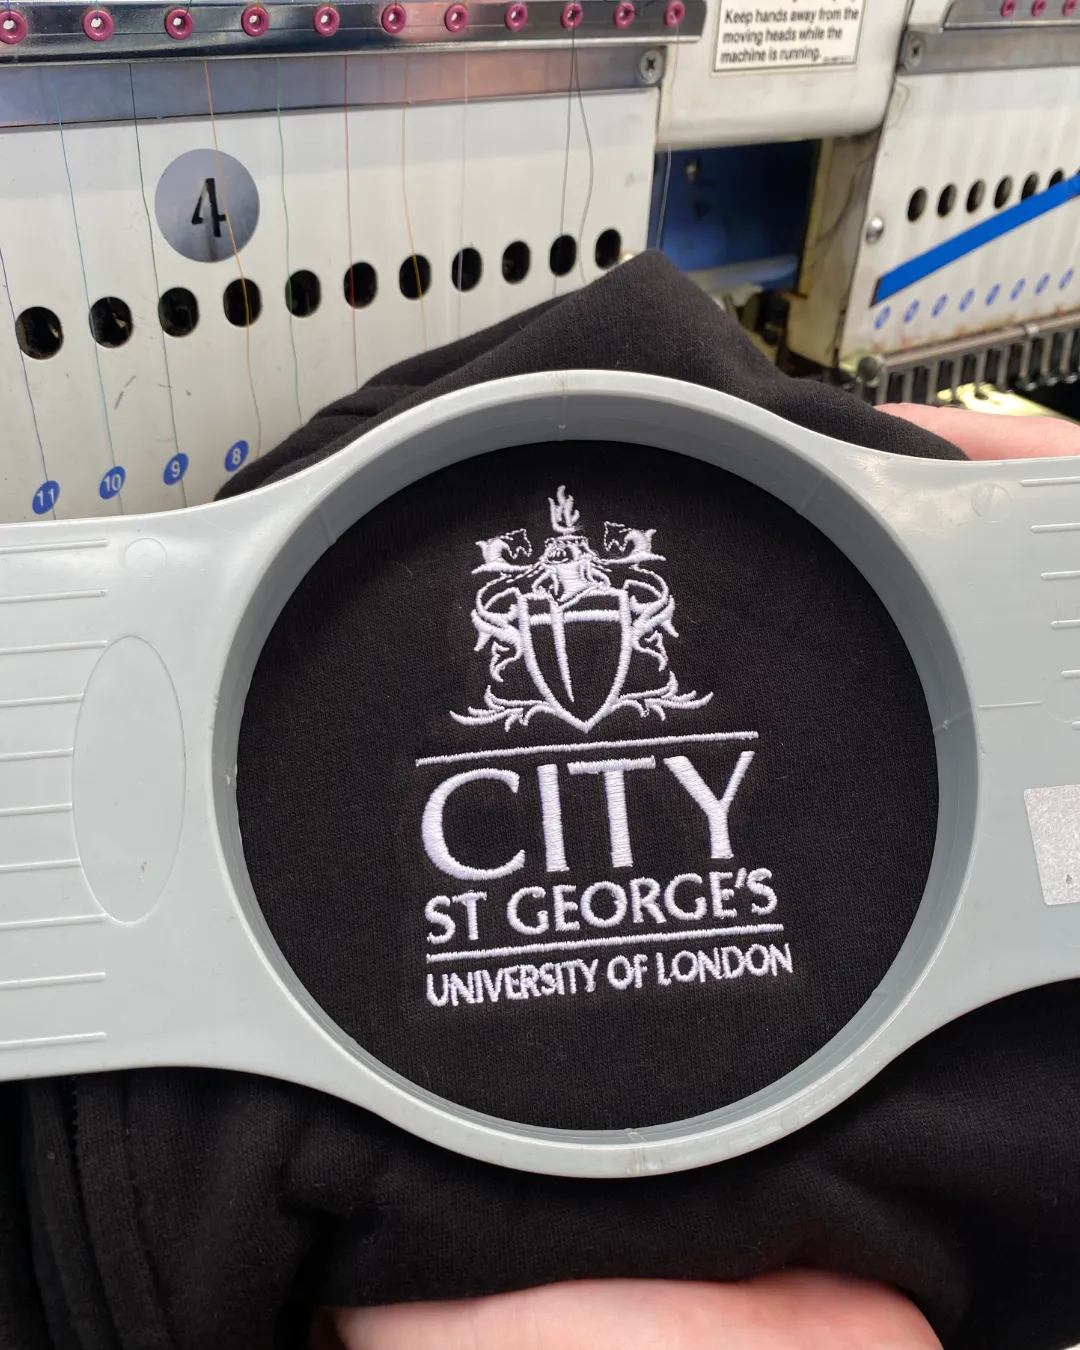 Keep hands away from the
moving heads while the
machine is running.
4
11
10
9
8
CITY
ST GEORGE'S
UNIVERSITY OF LONDON